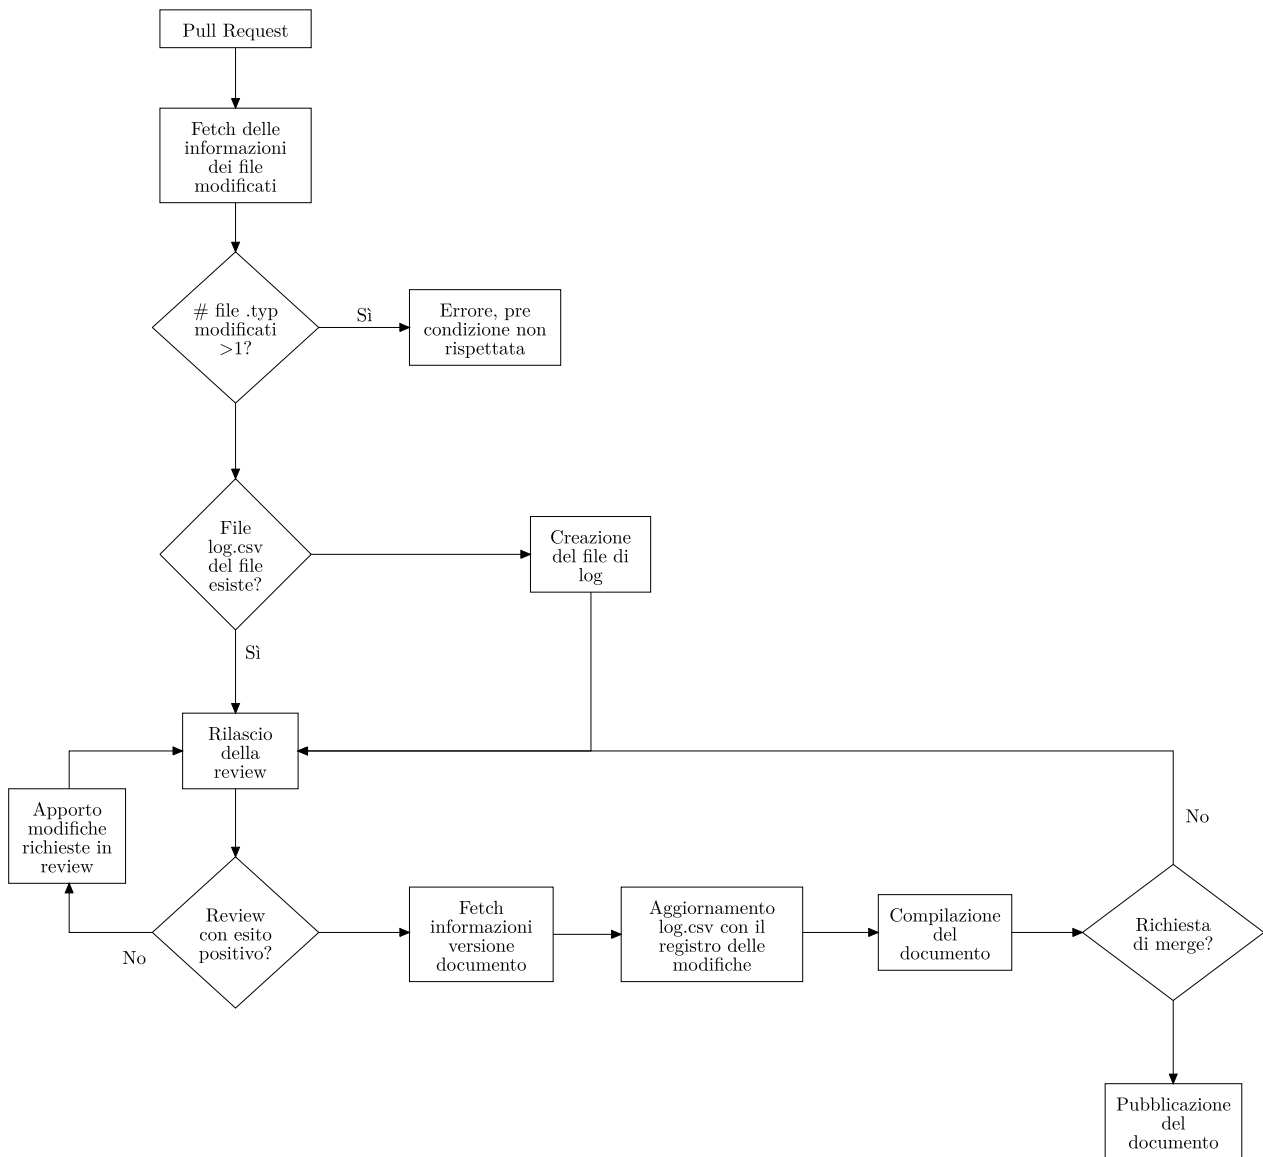 Pull Request
Fetch delle
informazioni
dei file
modificati
# file .typ
modificati
>1?
Sì
Errore, pre
condizione non
rispettata
File
log.csv
del file
esiste?
Creazione
del file di
log
Sì
Rilascio
della
review
Apporto
modifiche
richieste in
review
No
Review
con esito
positivo?
No
Fetch
informazioni
versione
documento
Aggiornamento
log.csv con il
registro delle
modifiche
Compilazione
del
documento
Richiesta
di merge?
Pubblicazione
del
documento